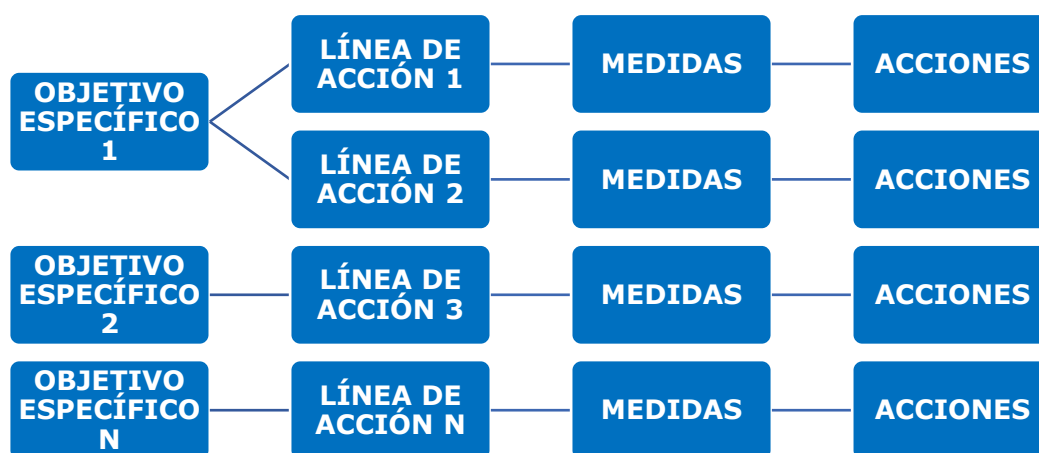 OBJETIVO
ESPECÍFICO
1
LÍNEA DE
ACCIÓN 1
MEDIDAS
ACCIONES
LÍNEA DE
ACCIÓN 2
MEDIDAS
ACCIONES
OBJETIVO
ESPECÍFICO
2
LÍNEA DE
ACCIÓN 3
MEDIDAS
ACCIONES
OBJETIVO
ESPECÍFICO
N
LÍNEA DE
ACCIÓN N
MEDIDAS
ACCIONES